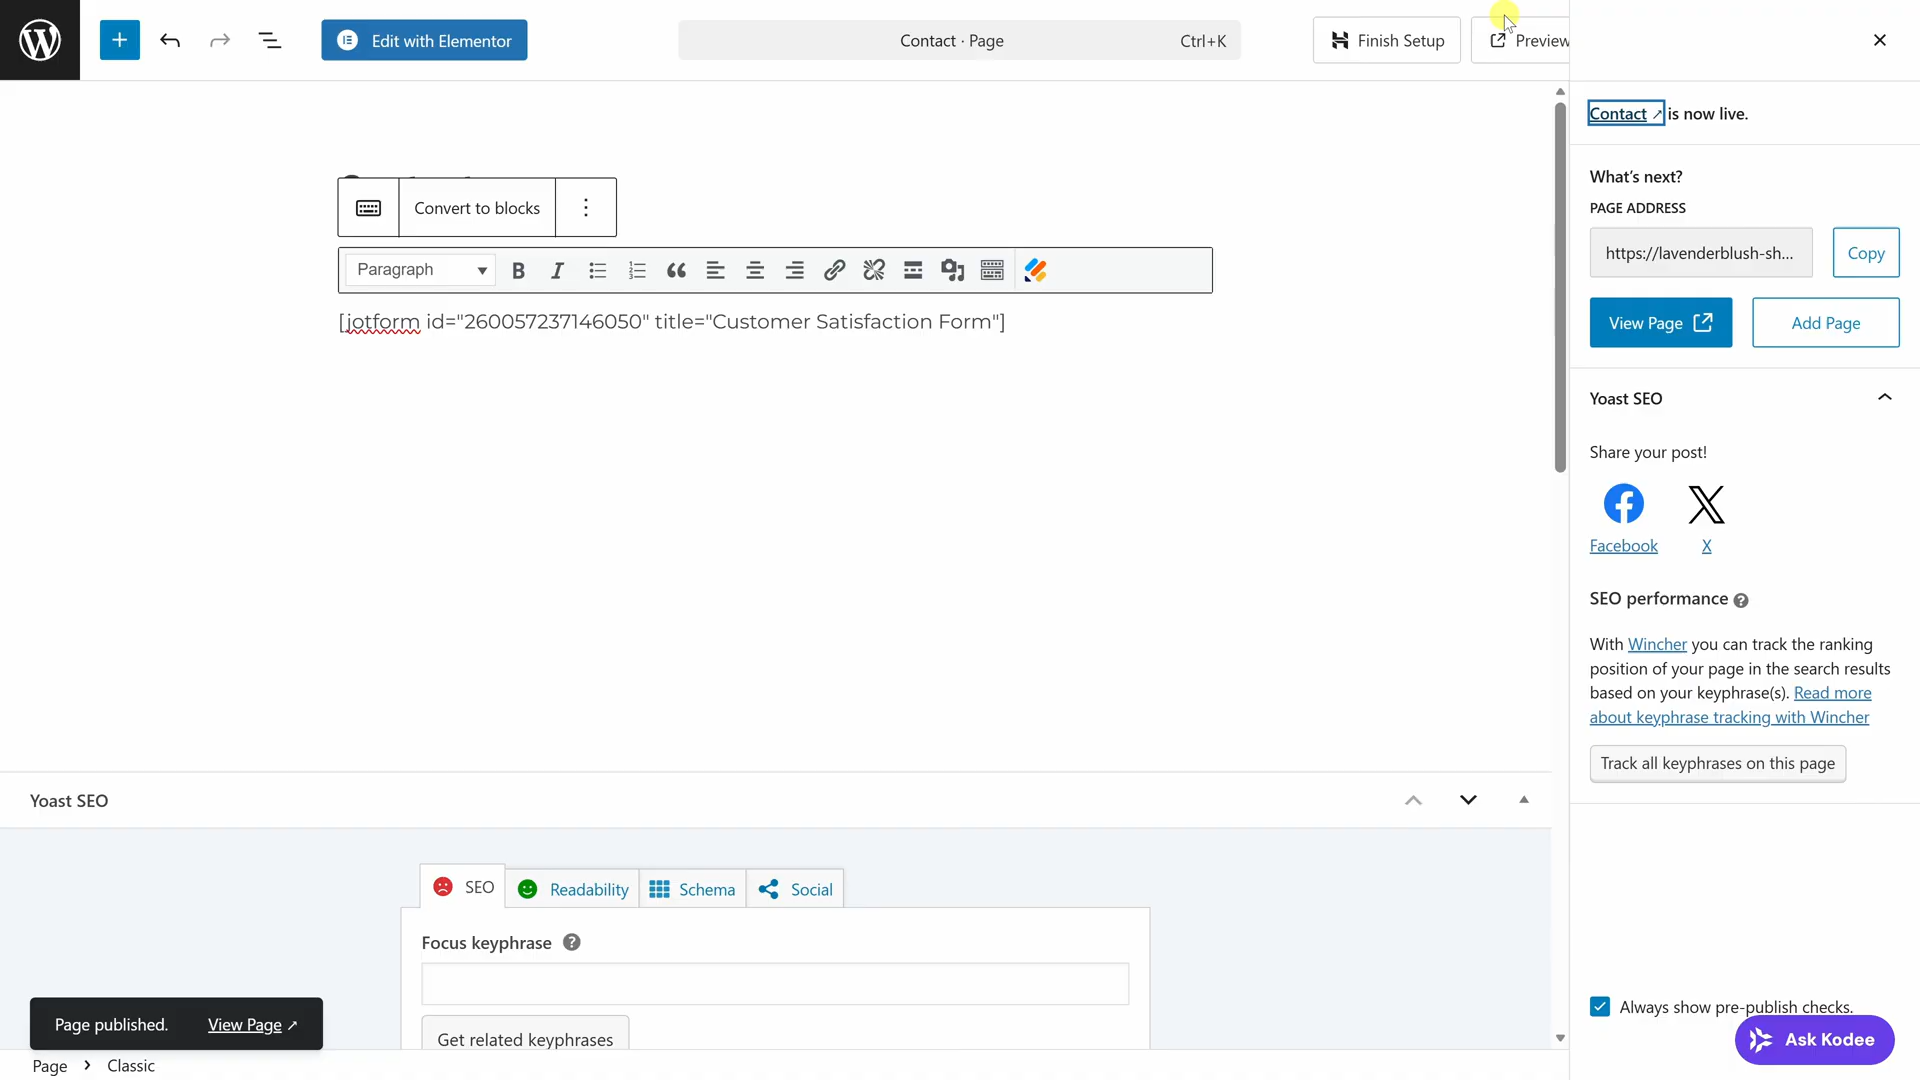 Edit with Elementor
Contact · Page
Ctrl+K
Finish Setup
Preview
Contact ↗ is now live.
What's next?
PAGE ADDRESS
https://lavenderblush-sh...
Copy
View Page
Add Page
Convert to blocks
Paragraph
[jotform id="260057237146050" title="Customer Satisfaction Form"]
Yoast SEO
Share your post!
Facebook
X
SEO performance
With Wincher you can track the ranking
position of your page in the search results
based on your keyphrase(s). Read more
about keyphrase tracking with Wincher
Track all keyphrases on this page
Yoast SEO
SEO
Readability
Schema
Social
Focus keyphrase
Get related keyphrases
Page published.
View Page ↗
Always show pre-publish checks.
Ask Kodee
Page › Classic